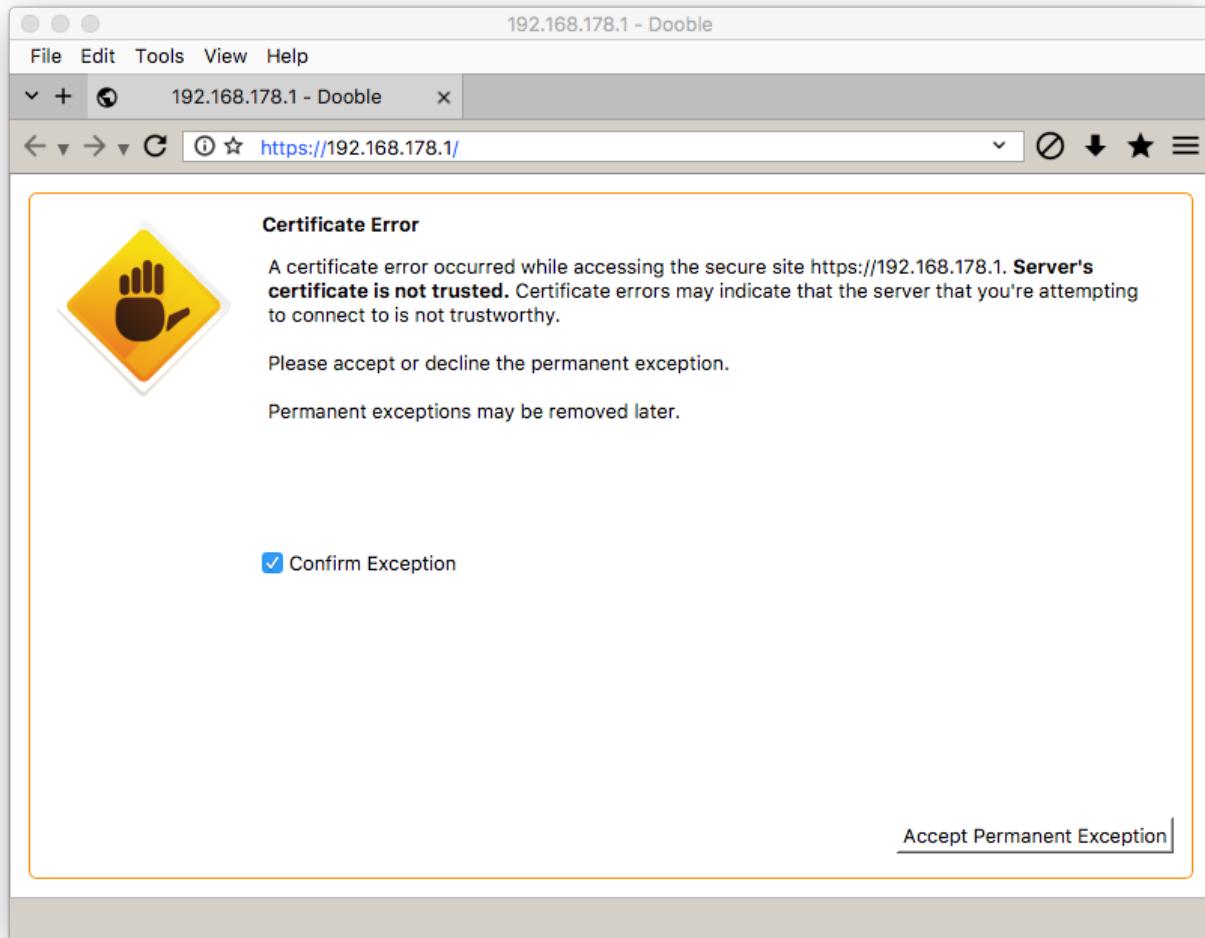 192.168.178.1 - Dooble
File Edit Tools View Help
192.168.178.1 - Dooble
https://192.168.178.1/
Certificate Error
A certificate error occurred while accessing the secure site https://192.168.178.1. Server's
certificate is not trusted. Certificate errors may indicate that the server that you're attempting
to connect to is not trustworthy.
Please accept or decline the permanent exception.
Permanent exceptions may be removed later.
Confirm Exception
Accept Permanent Exception